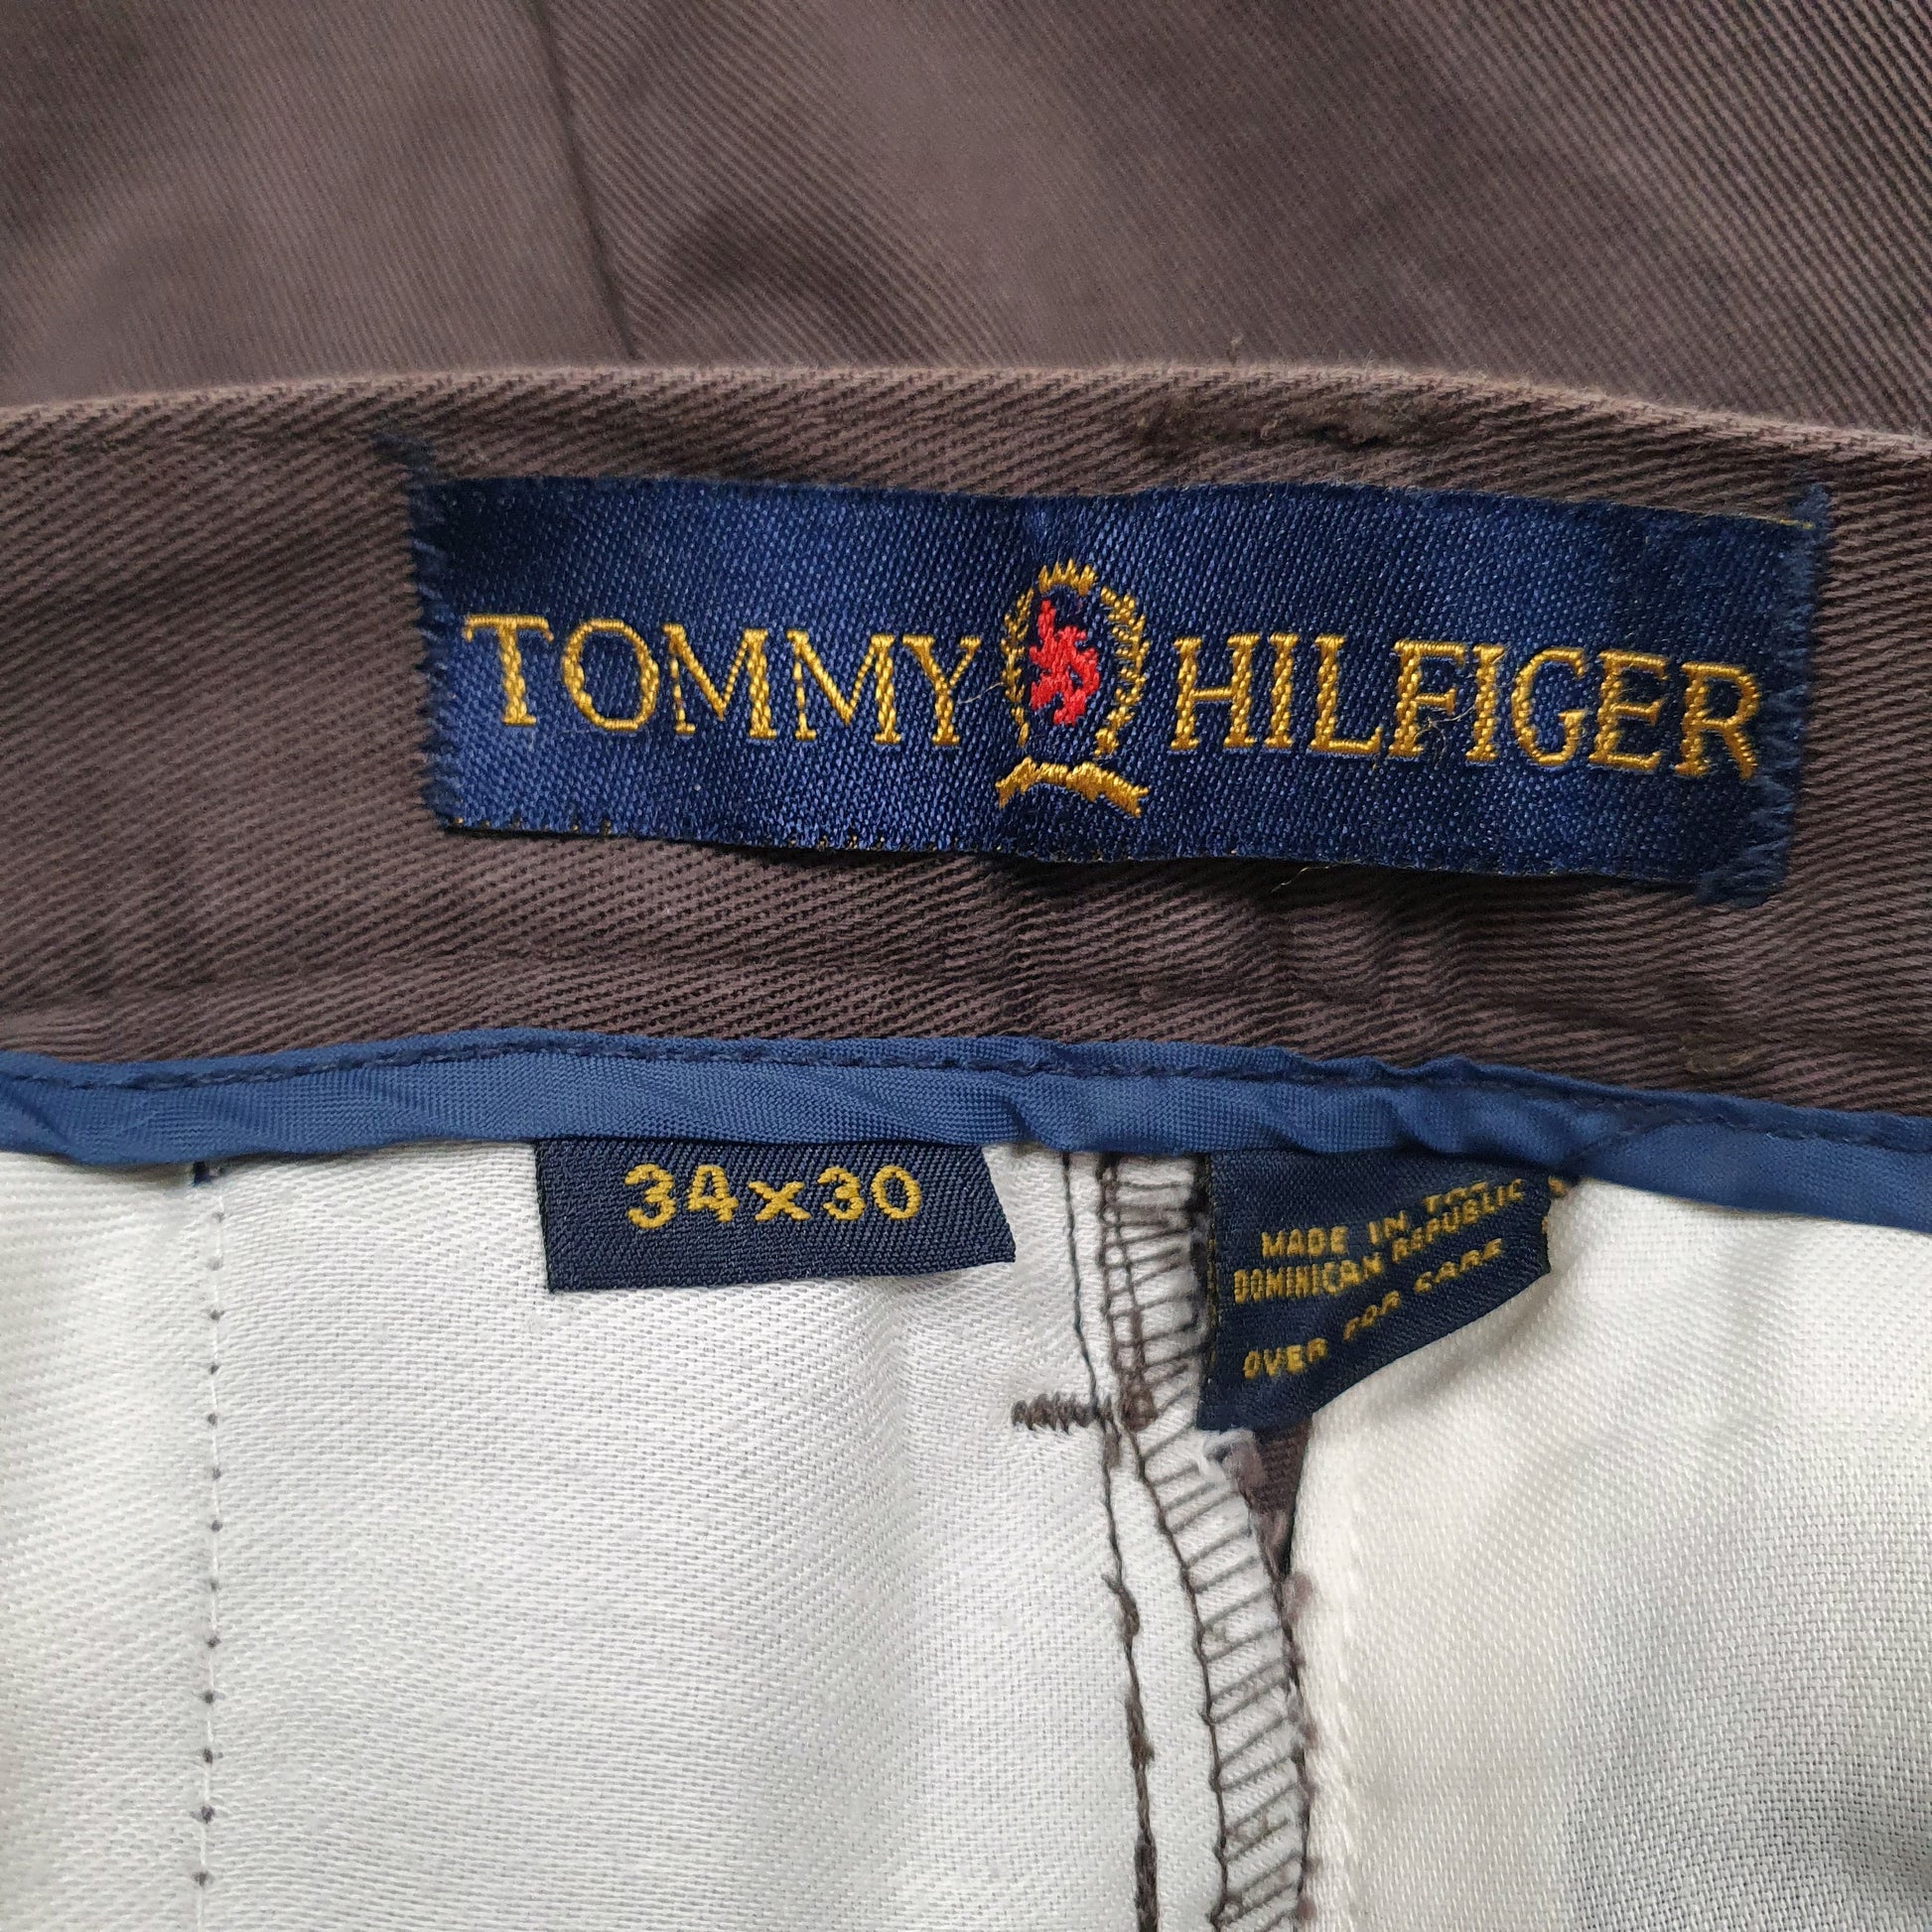 TOMMY HILFIGER
34x30
MADE IN THE
DOMINICAN REPUBLIC
OVER FOR CARE